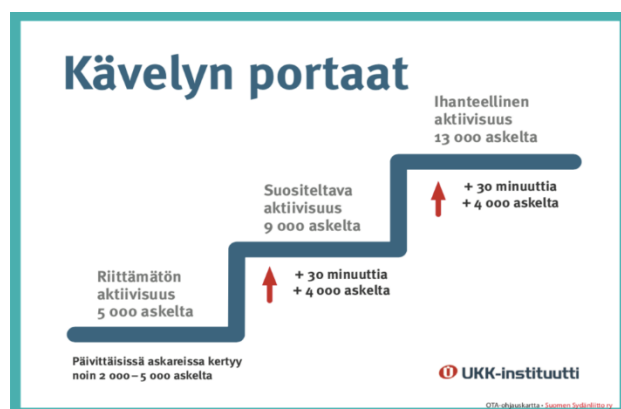 Kävelyn portaat
Ihanteellinen
aktiivisuus
13 000 askelta
+ 30 minuuttia
+ 4 000 askelta
Suositeltava
aktiivisuus
9 000 askelta
+ 30 minuuttia
+ 4 000 askelta
Riittämätön
aktiivisuus
5 000 askelta
Päivittäisissä askareissa kertyy
noin 2 000 – 5 000 askelta
UKK-instituutti
OTA-ohjauskartta • Suomen Sydänliitto ry